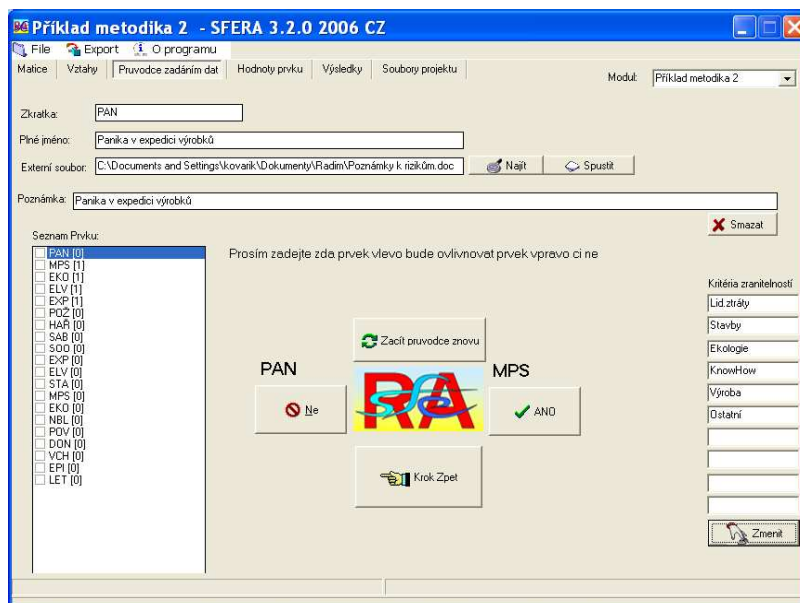 Příklad metodika 2 - SFERA 3.2.0 2006 CZ
File Export O programu
Matice Vztahy Pruvodce zadáním dat Hodnoty prvku Výsledky Soubory projektu
Modul: Příklad metodika 2
Zkratka: PAN
Plné jméno: Panika v expedici výrobků
Externí soubor: C:\Documents and Settings\kovarik\Dokumenty\Radim\Poznámky k rizikům.doc Najít Spustit
Poznámka: Panika v expedici výrobků
Smazat
Seznam Prvku:
Prosím zadejte zda prvek vlevo bude ovlivnovat prvek vpravo ci ne
PAN [0]
MPS [1]
EKO [1]
ELV [1]
EXP [1]
POŽ [0]
HAŘ [0]
SAB [0]
SOO [0]
EXP [0]
ELV [0]
STA [0]
MPS [0]
EKO [0]
NBL [0]
POV [0]
DON [0]
VCH [0]
EPI [0]
LET [0]
Zacít pruvodce znovu
PAN
MPS
Ne
RA sfera
ANO
Krok Zpet
Kritéria zranitelností
Lid.ztráty
Stavby
Ekologie
KnowHow
Výroba
Ostatní
Zmenit